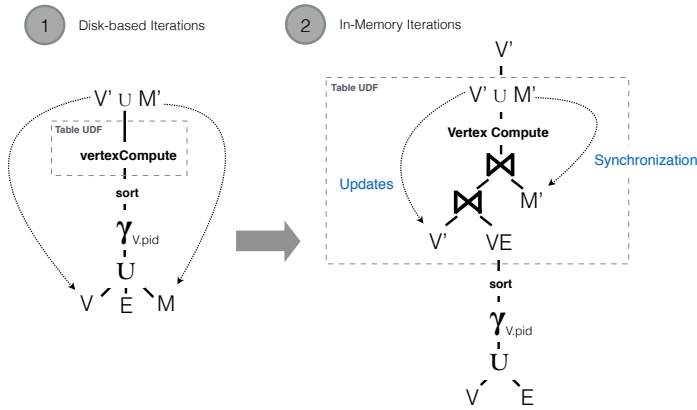 1 Disk-based Iterations
V' U M'
Table UDF
vertexCompute
sort
γ V.pid
U
V E M
2 In-Memory Iterations
V'
Table UDF
V' U M'
Vertex Compute
Synchronization
Updates
M'
V' VE
sort
γ V.pid
U
V E